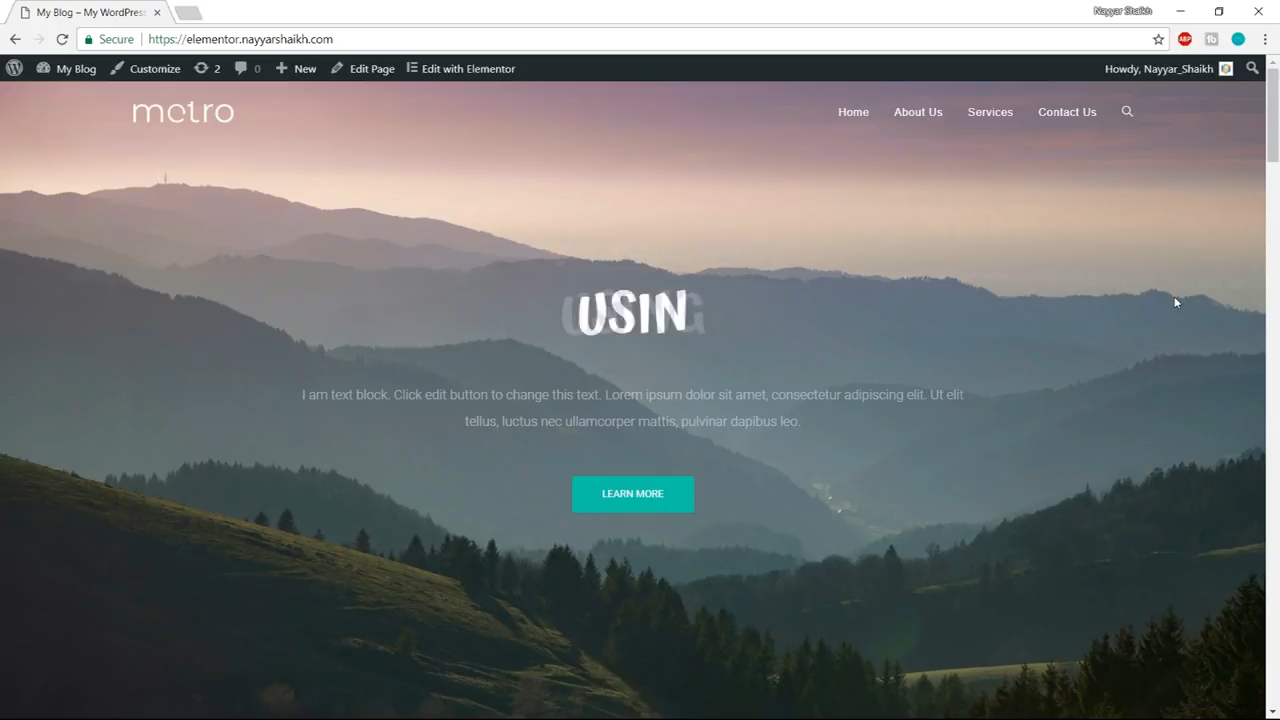 My Blog – My WordPress
Nayyar Shaikh
Secure
https://elementor.nayyarshaikh.com
ABP
tb
My Blog
Customize
2
0
New
Edit Page
Edit with Elementor
Howdy, Nayyar_Shaikh
metro
Home
About Us
Services
Contact Us
USIN
I am text block. Click edit button to change this text. Lorem ipsum dolor sit amet, consectetur adipiscing elit. Ut elit
tellus, luctus nec ullamcorper mattis, pulvinar dapibus leo.
LEARN MORE